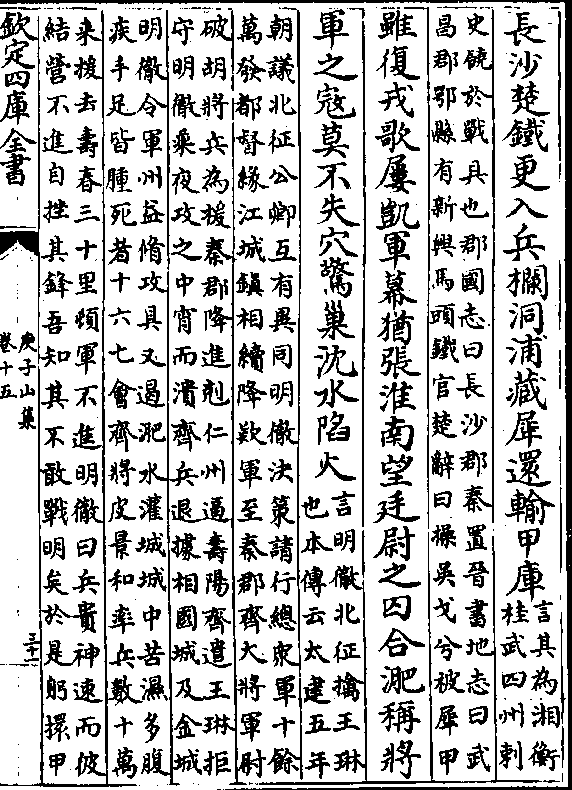 長沙楚鐵更入兵攔洞浦藏犀還輸甲庫
言其為湘衡
桂武四州刺
史饒於戰具也郡國志曰長沙郡秦置晉書地志曰武
昌郡鄂縣有新興馬頭鐵官楚辭曰操吳戈兮被犀甲
雖復戎歌屢凱軍幕猶張淮南望廷尉之囚合淝稱將
軍之寇莫不失穴驚巢沈水陷火
言明徹北征擒王琳
也本傳云太建五年
朝議北征公卿互有異同明徹決策請行總衆軍十餘
萬發都督緣江城鎮相續降欵軍至秦郡齊大將軍尉
破胡將兵為援秦郡降進剋仁州逼壽陽齊遣王琳拒
守明徹乘夜攻之中宵而潰齊兵退據相國城及金城
明徹令軍州益脩攻具又遏淝水灌城城中苦濕多腹
疾手足皆腫死者十六七會齊將皮景和率兵數十萬
来援去壽春三十里頓軍不進明徹曰兵貴神速而彼
結營不進自挫其鋒吾知其不敢戰明矣於是躬擐甲
欽定四庫全書
庾子山集
卷十五
三十一